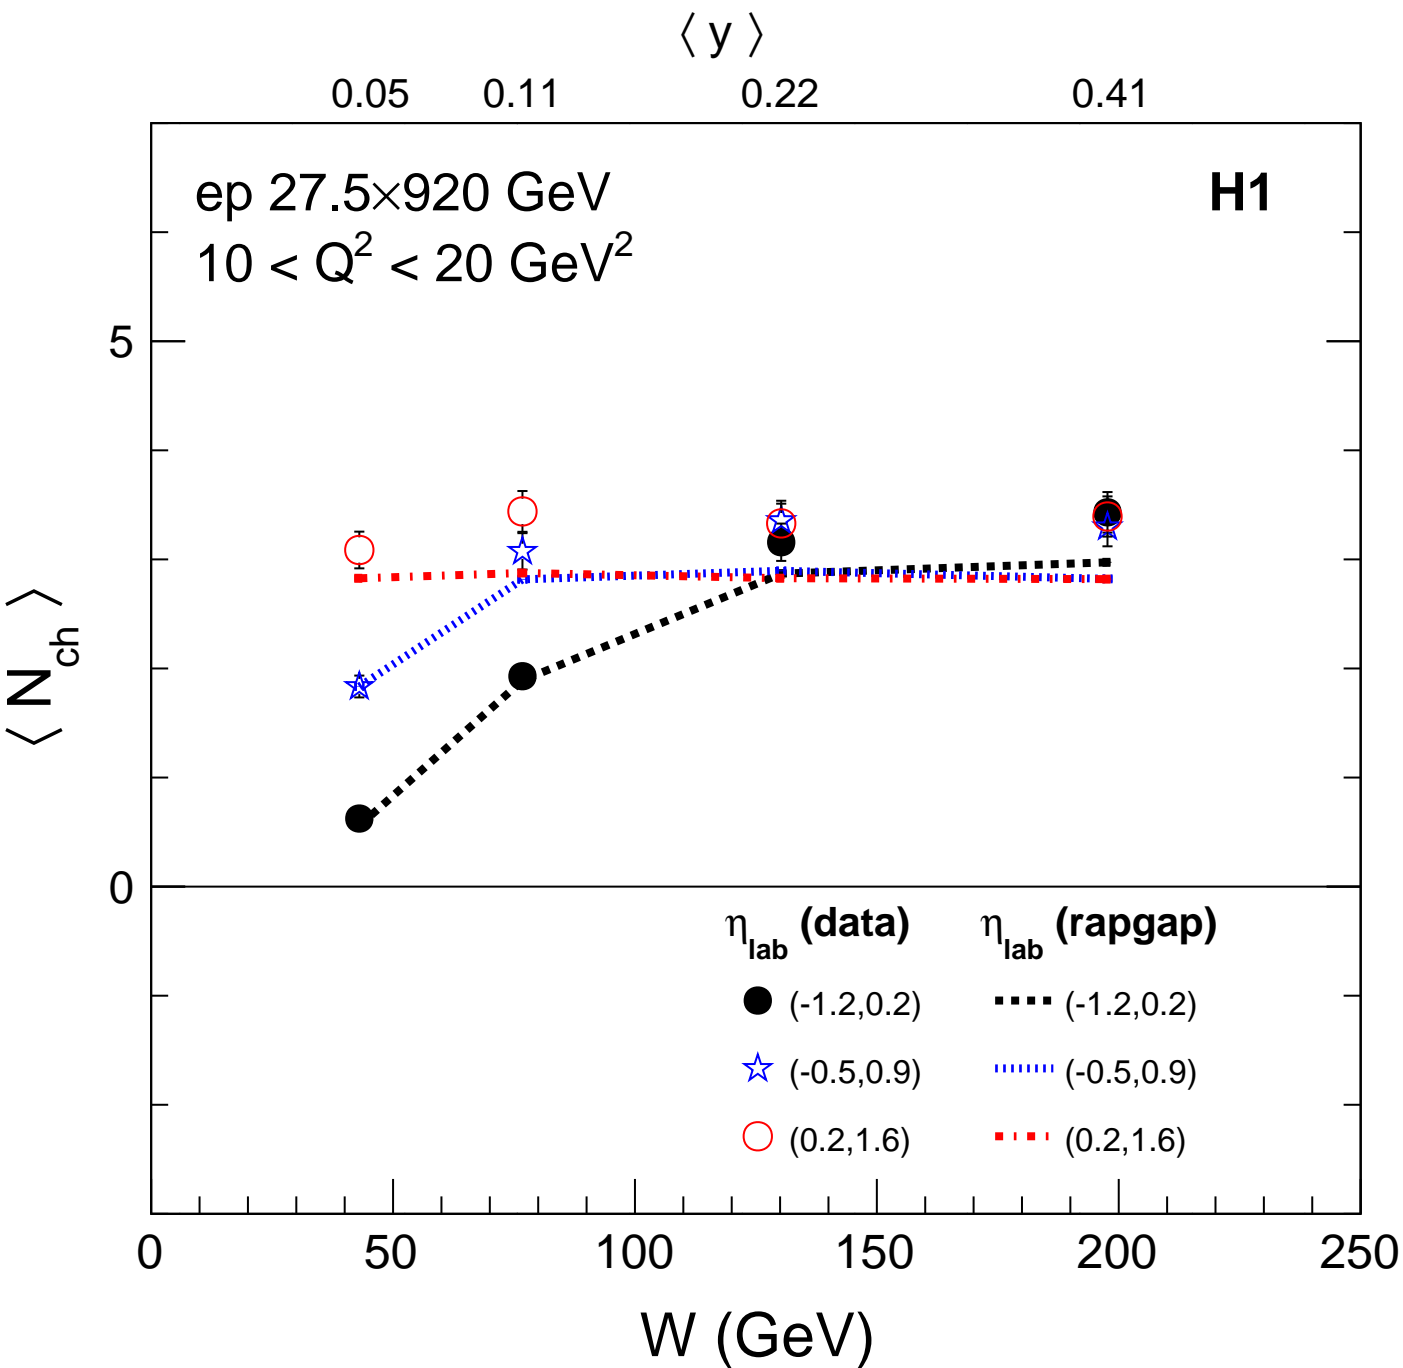 ⟨ y ⟩
0.05 0.11 0.22 0.41
ep 27.5×920 GeV
H1
10 < Q² < 20 GeV²
5
0
⟨ N_ch ⟩
η_lab (data) η_lab (rapgap)
(-1.2,0.2) (-1.2,0.2)
(-0.5,0.9) (-0.5,0.9)
(0.2,1.6) (0.2,1.6)
0 50 100 150 200 250
W (GeV)